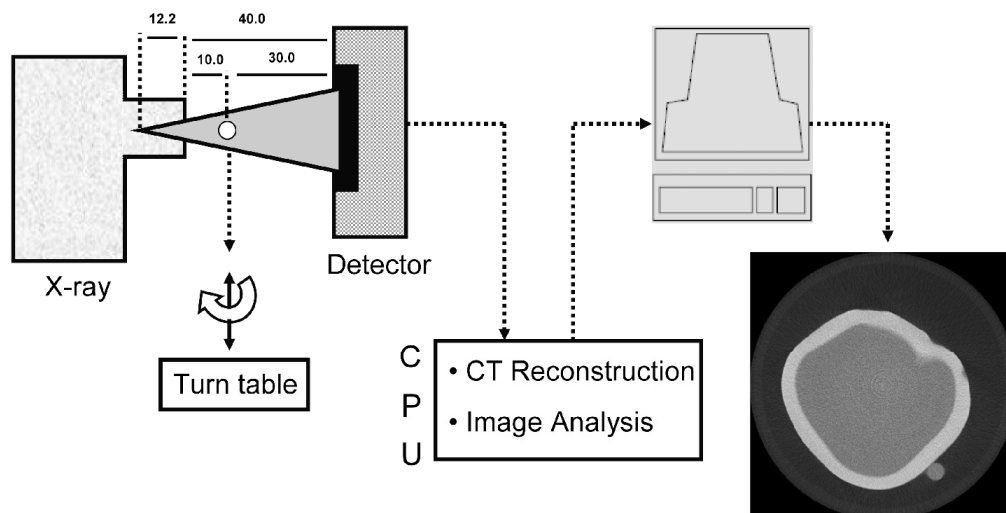 12.2 40.0
10.0 30.0
X-ray
Detector
Turn table
C
P
U
• CT Reconstruction
• Image Analysis